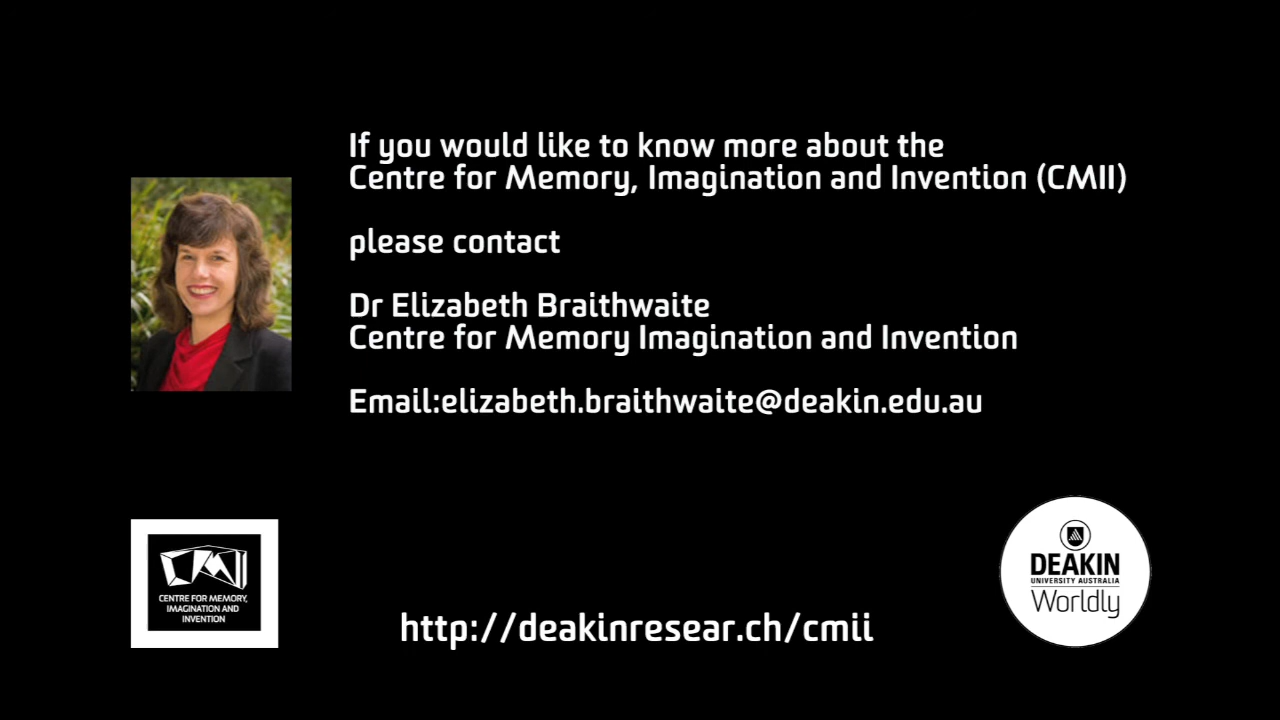 If you would like to know more about the
Centre for Memory, Imagination and Invention (CMII)
please contact
Dr Elizabeth Braithwaite
Centre for Memory Imagination and Invention
Email:elizabeth.braithwaite@deakin.edu.au
CMII
CENTRE FOR MEMORY,
IMAGINATION AND
INVENTION
http://deakinresear.ch/cmii
DEAKIN
UNIVERSITY AUSTRALIA
Worldly